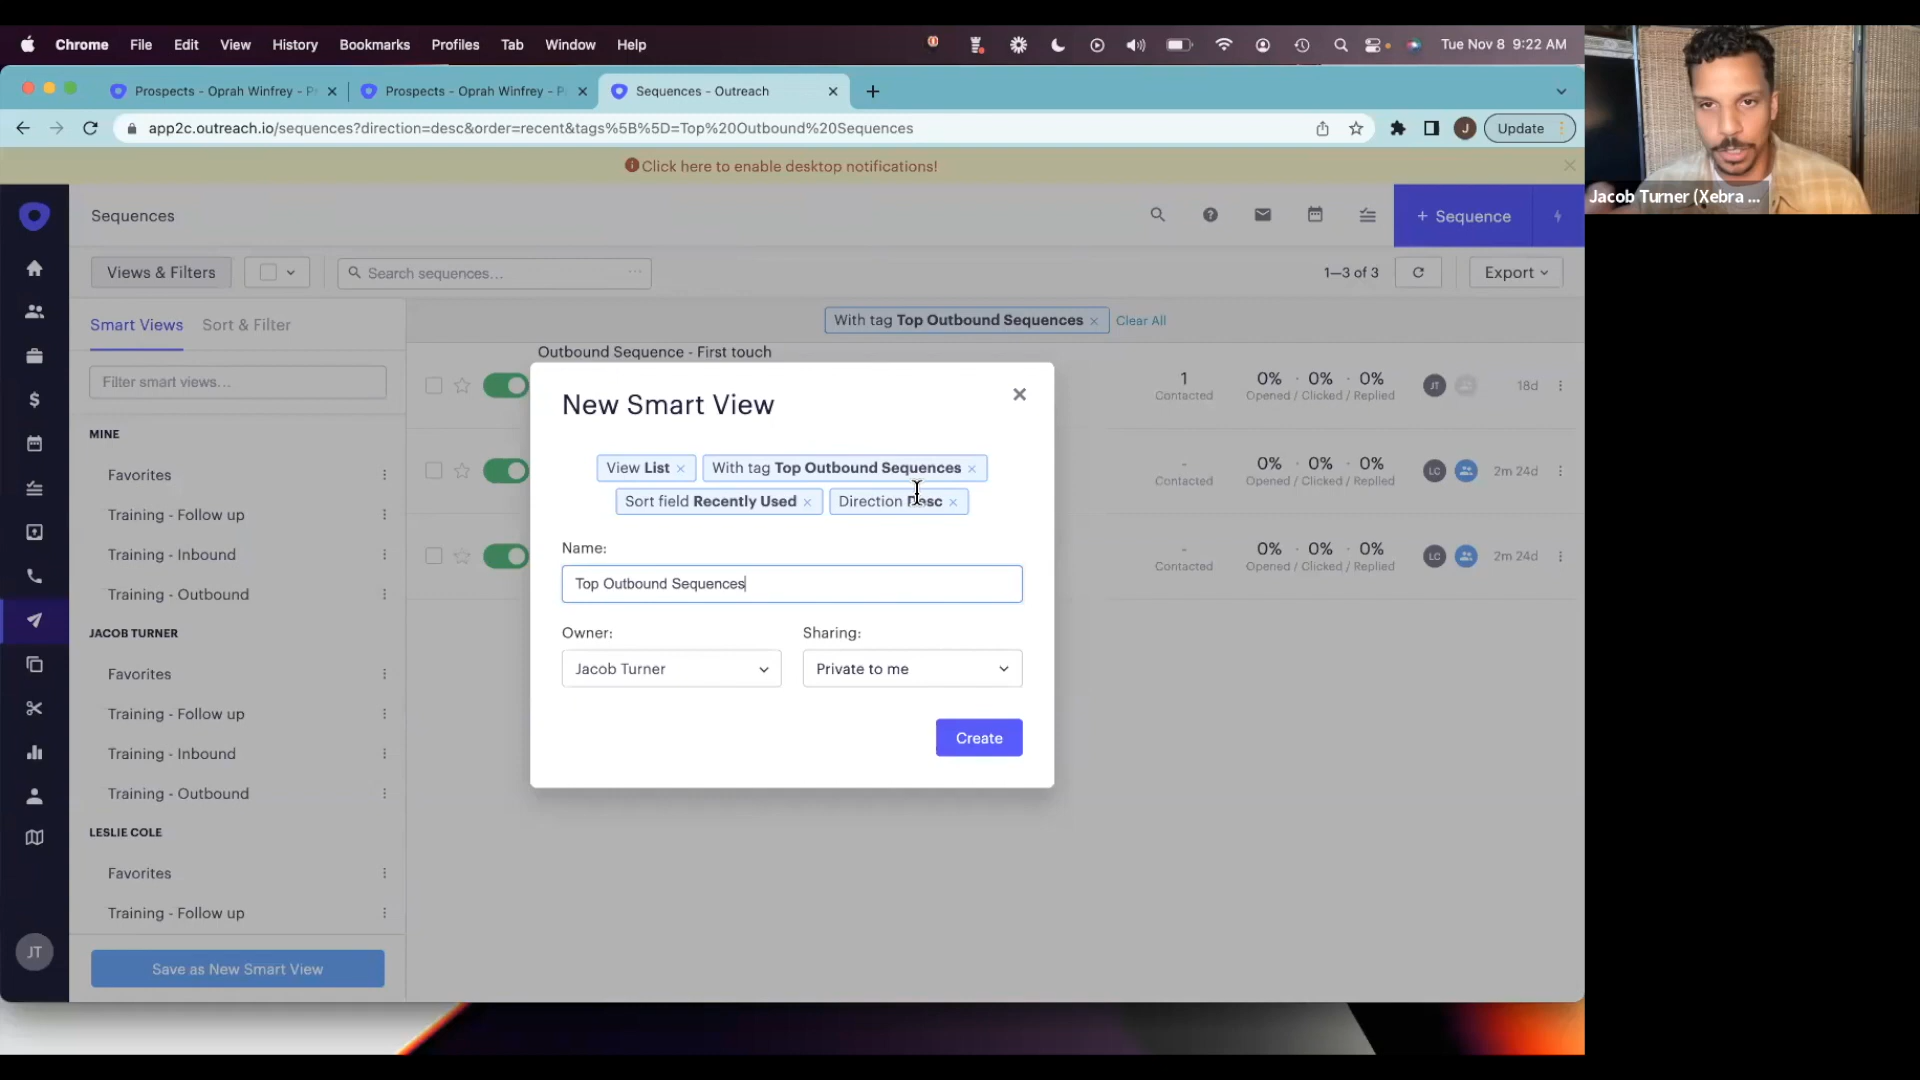 Chrome File Edit View History Bookmarks Profiles Tab Window Help Tue Nov 8 9:22 AM
Prospects - Oprah Winfrey - P Prospects - Oprah Winfrey - P Sequences - Outreach
app2c.outreach.io/sequences?direction=desc&order=recent&tags%5B%5D=Top%20Outbound%20Sequences J Update
Click here to enable desktop notifications!
Jacob Turner (Xebra ...
Sequences + Sequence
Views & Filters Search sequences... 1—3 of 3 Export
Smart Views Sort & Filter With tag Top Outbound Sequences × Clear All
Filter smart views...
Outbound Sequence - First touch
1 0% · 0% · 0% JT 18d
Contacted Opened / Clicked / Replied
- 0% · 0% · 0% LC 2m 24d
Contacted Opened / Clicked / Replied
- 0% · 0% · 0% LC 2m 24d
Contacted Opened / Clicked / Replied
MINE
Favorites
Training - Follow up
Training - Inbound
Training - Outbound
JACOB TURNER
Favorites
Training - Follow up
Training - Inbound
Training - Outbound
LESLIE COLE
Favorites
Training - Follow up
JT
Save as New Smart View
New Smart View
View List × With tag Top Outbound Sequences ×
Sort field Recently Used × Direction Desc ×
Name:
Top Outbound Sequences
Owner: Sharing:
Jacob Turner Private to me
Create